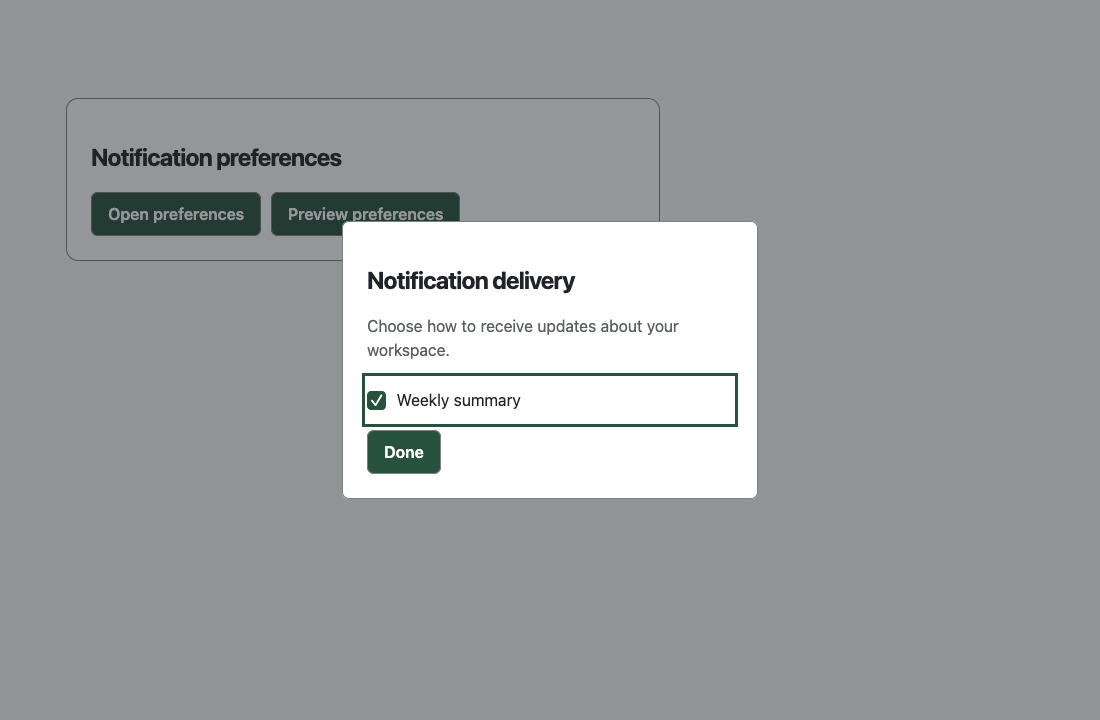 Notification preferences
Open preferences
Preview preferences
Notification delivery
Choose how to receive updates about your
workspace.
Weekly summary
Done